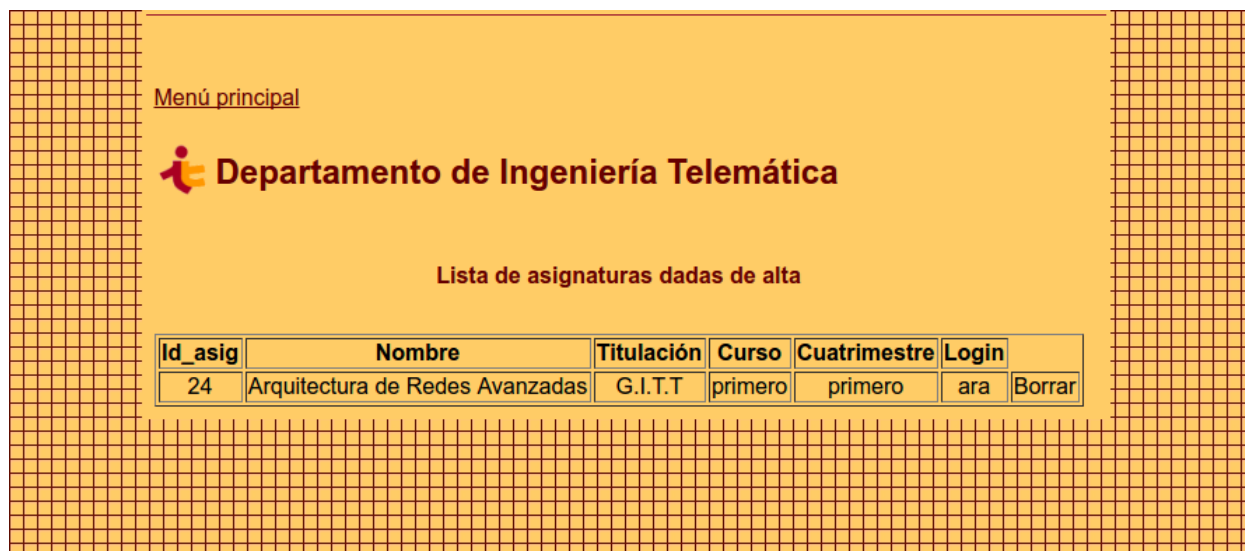 Menú principal
Departamento de Ingeniería Telemática
Lista de asignaturas dadas de alta
Id_asig Nombre Titulación Curso Cuatrimestre Login
24 Arquitectura de Redes Avanzadas G.I.T.T primero primero ara Borrar